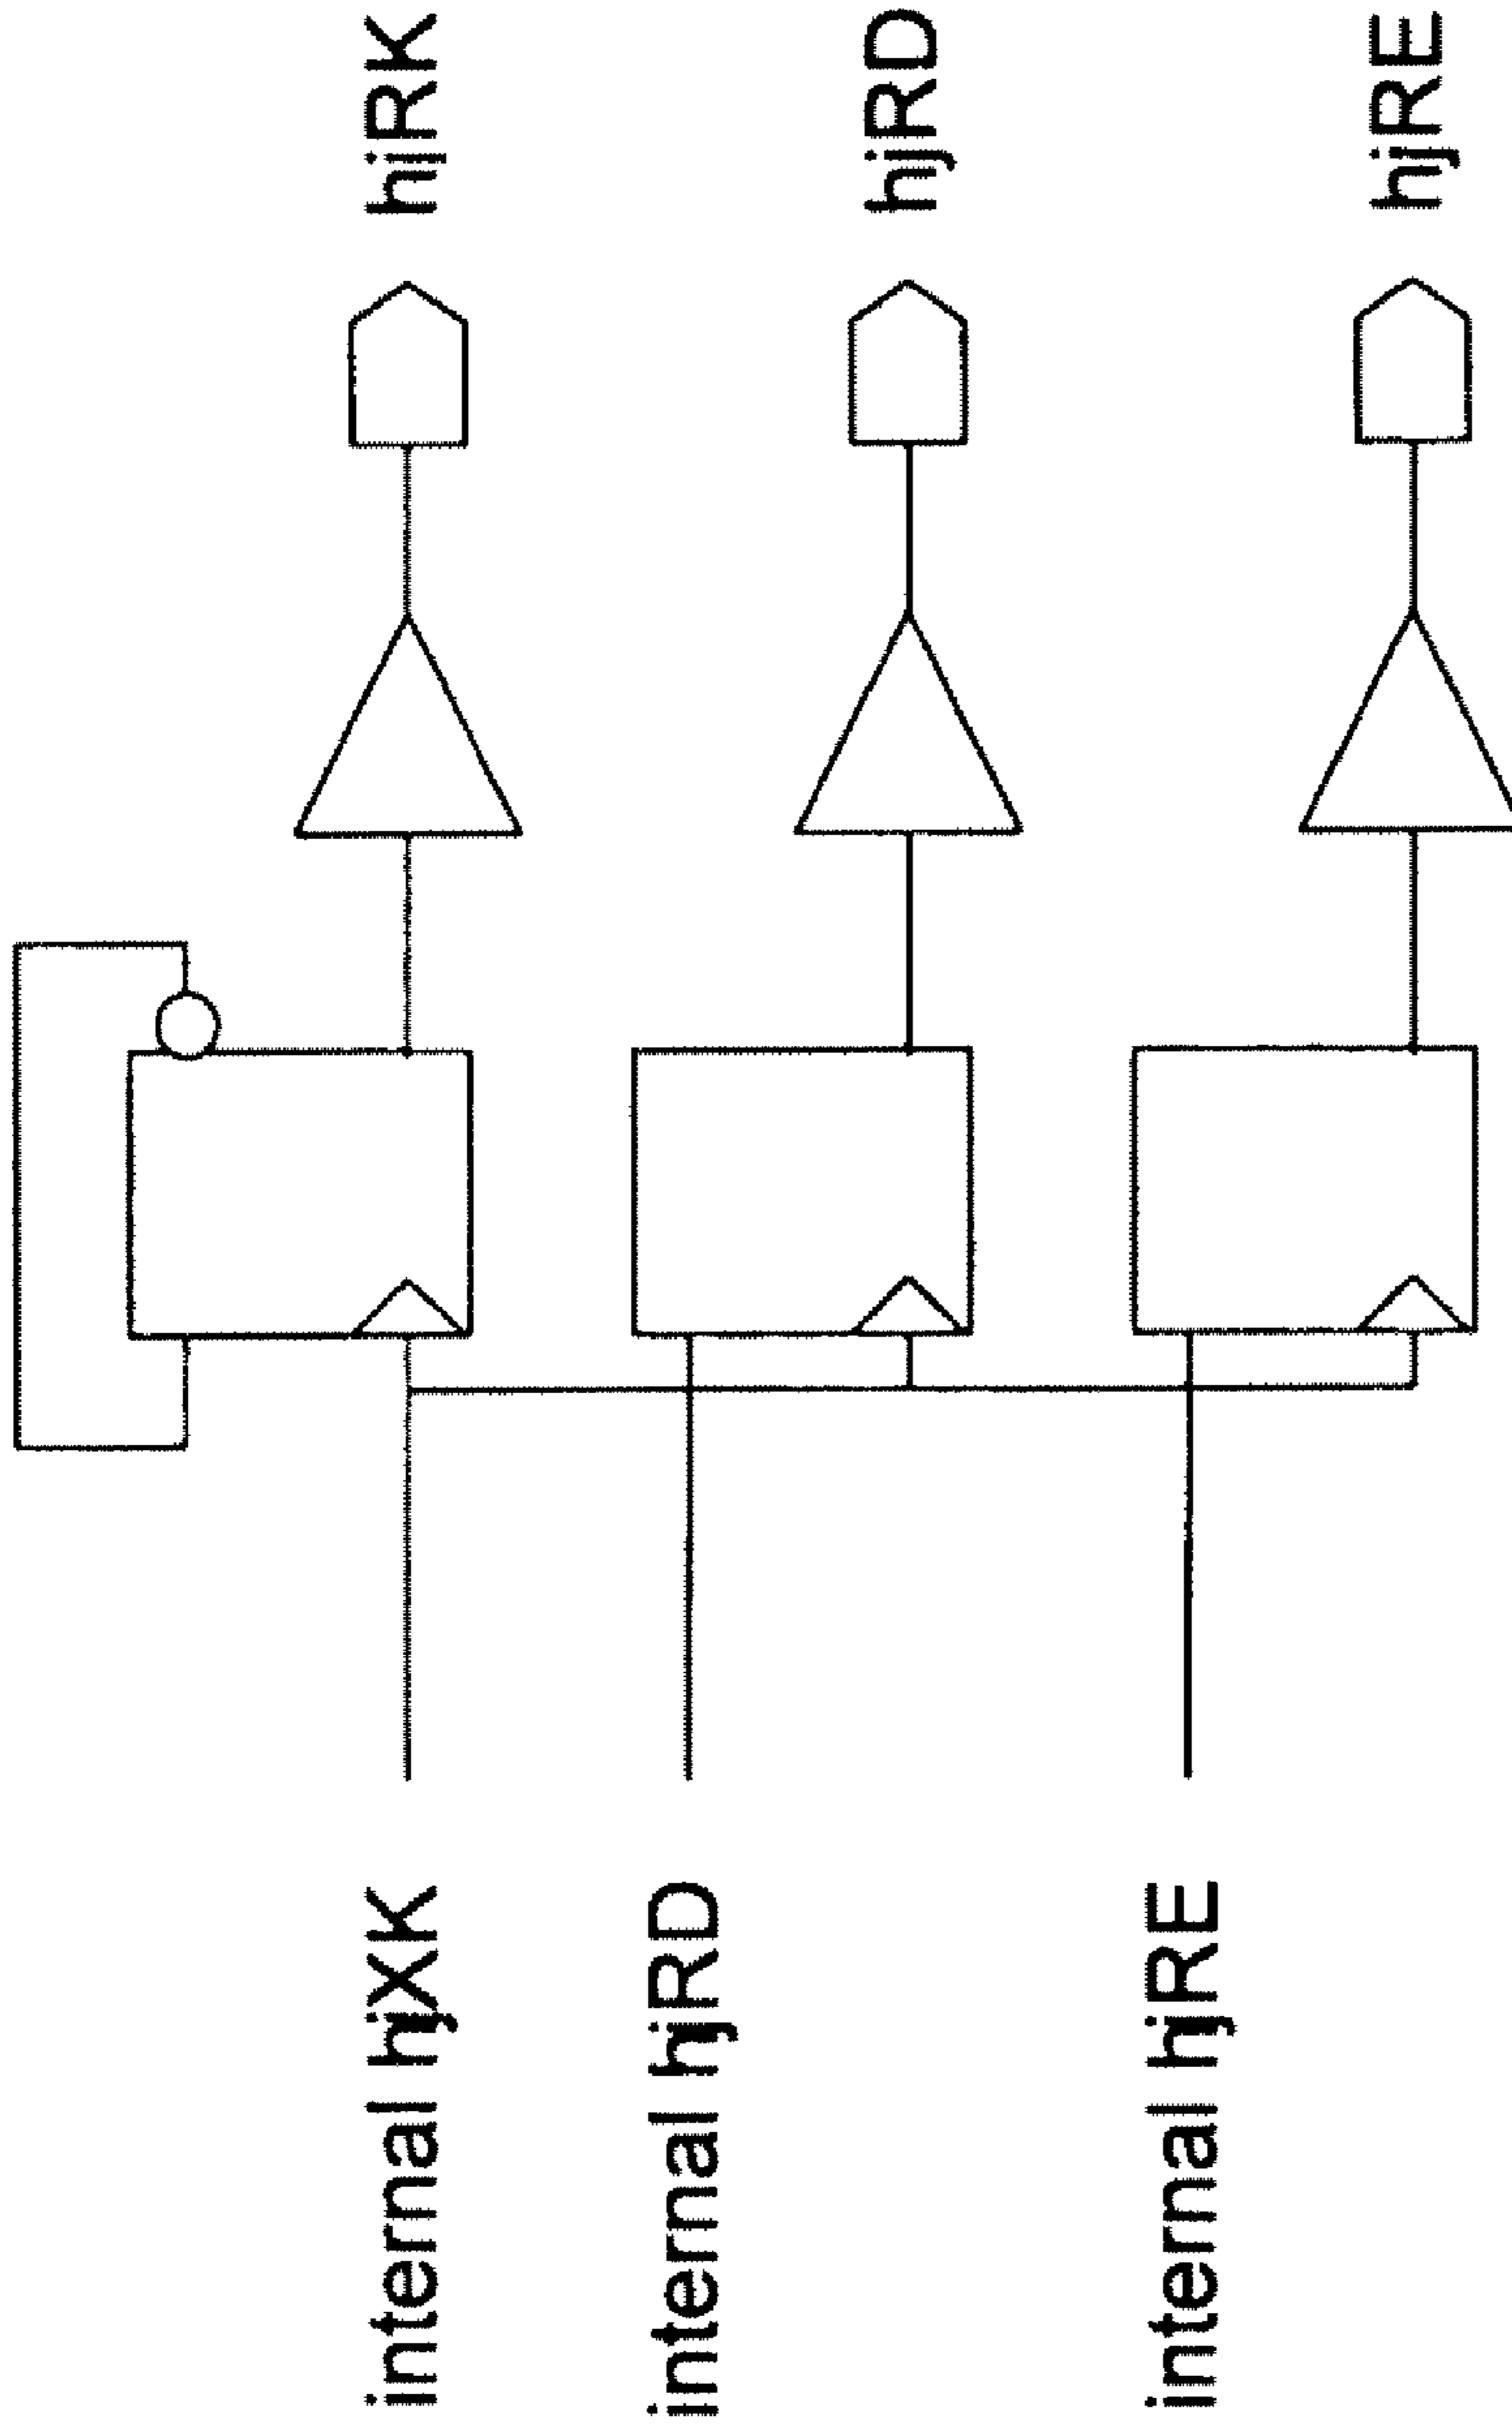 internal hjXK
hjRK
internal hjRD
hjRD
internal hjRE
hjRE